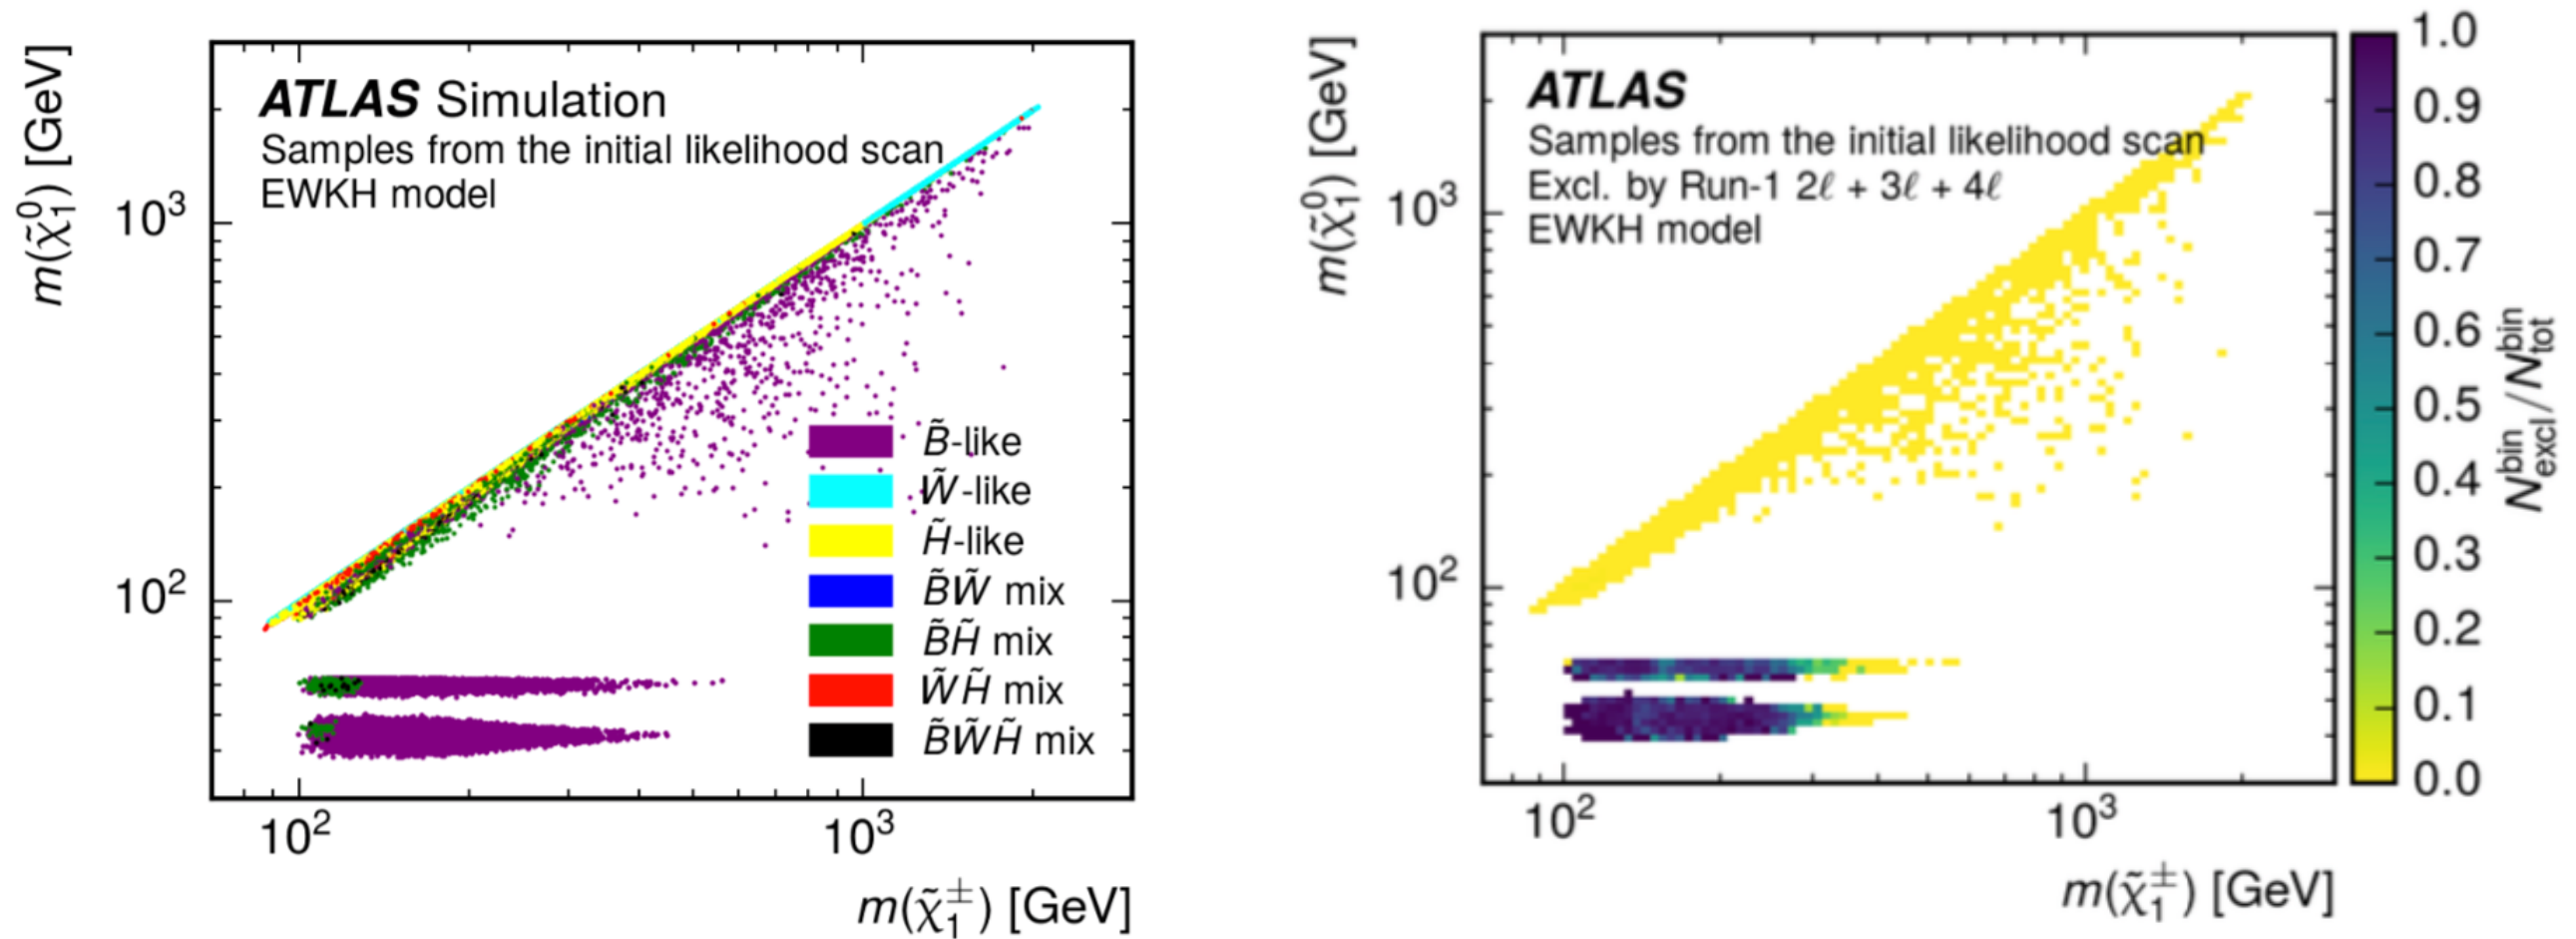 ATLAS Simulation
Samples from the initial likelihood scan
EWKH model
m(χ̃₁⁰) [GeV]
10³
10²
B̃-like
W̃-like
H̃-like
B̃W̃ mix
B̃H̃ mix
W̃H̃ mix
B̃W̃H̃ mix
10² 10³
m(χ̃₁±) [GeV]
ATLAS
Samples from the initial likelihood scan
Excl. by Run-1 2ℓ + 3ℓ + 4ℓ
EWKH model
m(χ̃₁⁰) [GeV]
10³
10²
10² 10³
m(χ̃₁±) [GeV]
1.0
0.9
0.8
0.7
0.6
0.5
0.4
0.3
0.2
0.1
0.0
N_excl^bin/N_tot^bin